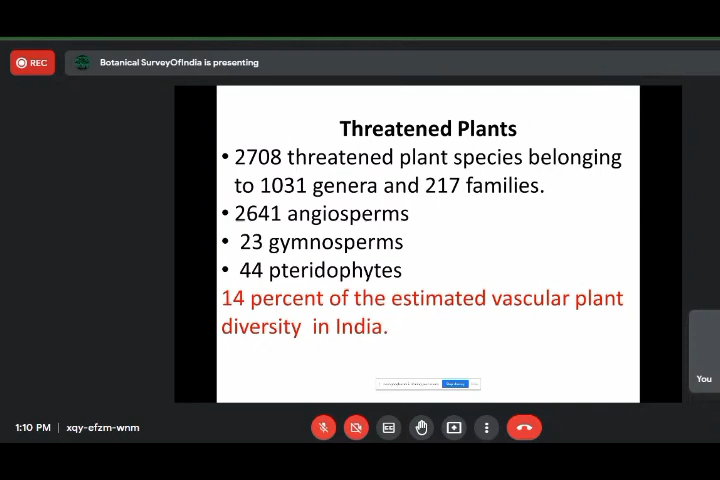 REC
Botanical SurveyOfIndia is presenting
Threatened Plants
• 2708 threatened plant species belonging
to 1031 genera and 217 families.
• 2641 angiosperms
• 23 gymnosperms
• 44 pteridophytes
14 percent of the estimated vascular plant
diversity in India.
Stop sharing
You
1:10 PM | xqy-efzm-wnm